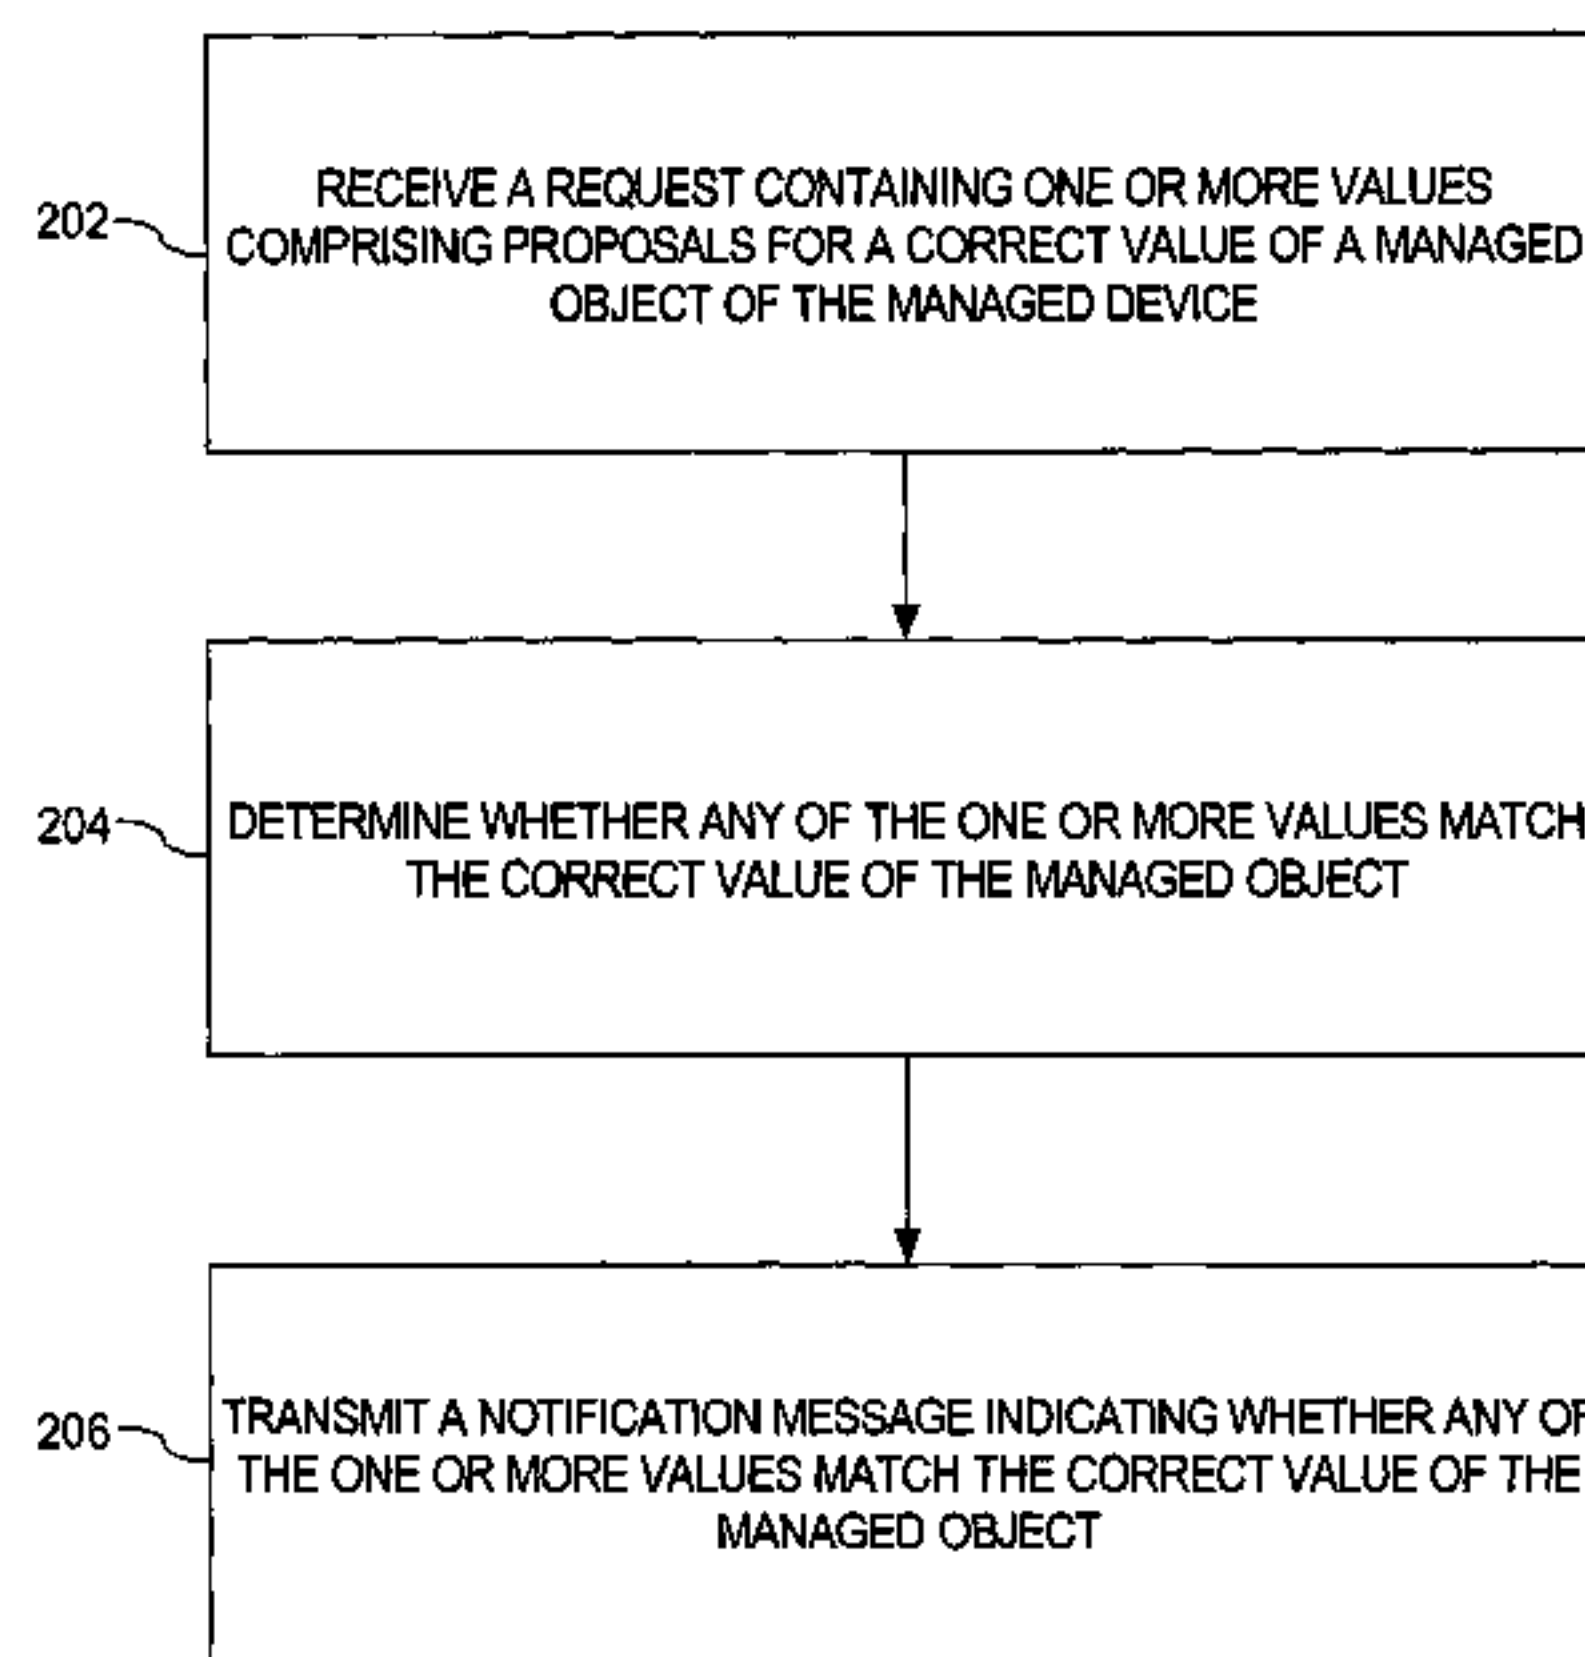 RECEIVE A REQUEST CONTAINING ONE OR MORE VALUES
202
COMPRISING PROPOSALS FOR A CORRECT VALUE OF A MANAGED
OBJECT OF THE MANAGED DEVICE
204
DETERMINE WHETHER ANY OF THE ONE OR MORE VALUES MATCH
THE CORRECT VALUE OF THE MANAGED OBJECT
206
TRANSMIT A NOTIFICATION MESSAGE INDICATING WHETHER ANY OF
THE ONE OR MORE VALUES MATCH THE CORRECT VALUE OF THE
MANAGED OBJECT